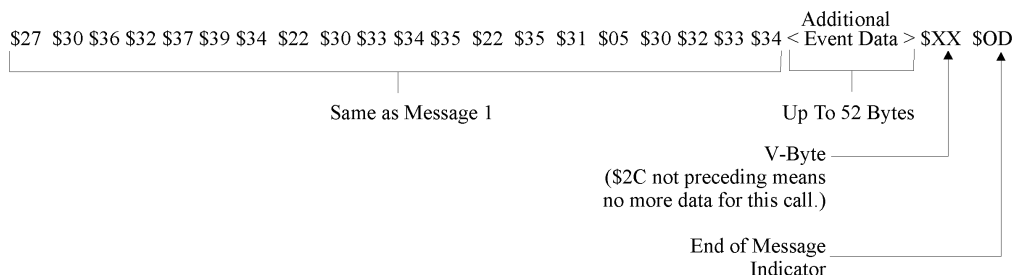 Additional
$27 $30 $36 $32 $37 $39 $34 $22 $30 $33 $34 $35 $22 $35 $31 $05 $30 $32 $33 $34 < Event Data > $XX $OD
Same as Message 1
Up To 52 Bytes
V-Byte
($2C not preceding means
no more data for this call.)
End of Message
Indicator